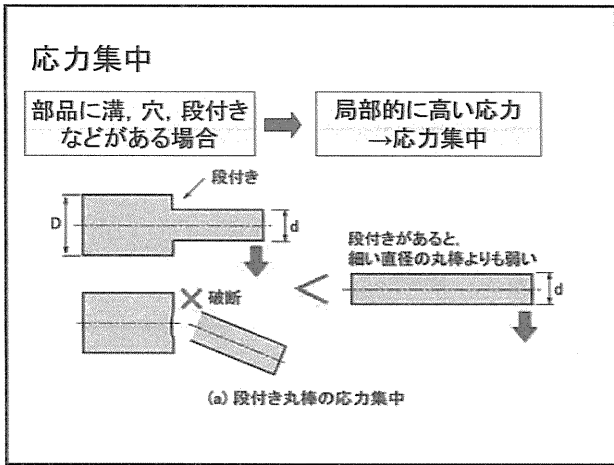 応力集中
部品に溝，穴，段付き
などがある場合
局部的に高い応力
→応力集中
段付き
D
d
段付きがあると，
細い直径の丸棒よりも弱い
<
d
× 破断
(a) 段付き丸棒の応力集中